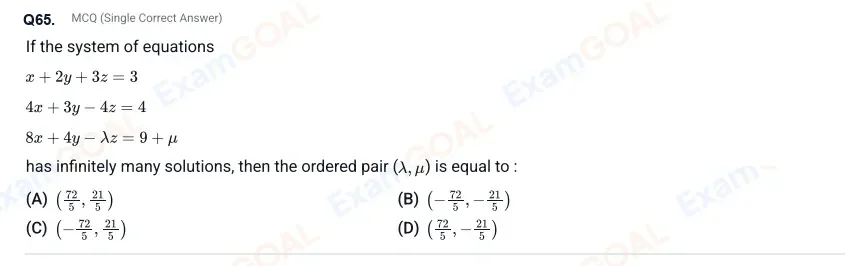 Q65. MCQ (Single Correct Answer)
If the system of equations
x + 2y + 3z = 3
4x + 3y − 4z = 4
8x + 4y − λz = 9 + μ
has infinitely many solutions, then the ordered pair (λ, μ) is equal to :
(A) (72/5, 21/5) (B) (−72/5, −21/5)
(C) (−72/5, 21/5) (D) (72/5, −21/5)